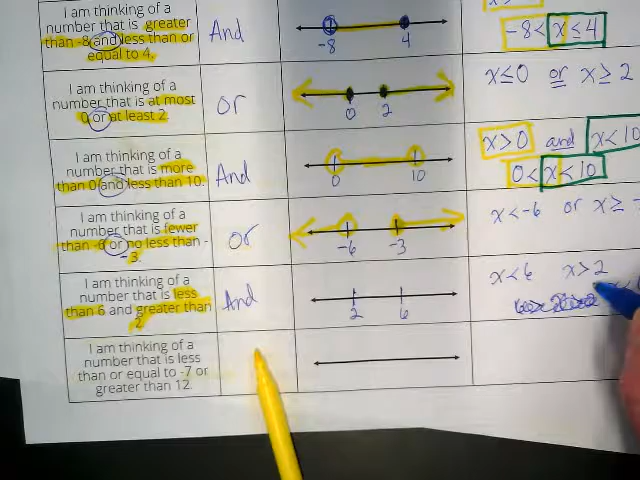 I am thinking of a
number that is greater
than -8 and less than or
equal to 4.
And
-8 4
-8 < x ≤ 4
I am thinking of a
number that is at most
0 or at least 2.
or
0 2
x ≤ 0 or x ≥ 2
I am thinking of a
number that is more
than 0 and less than 10.
And
0 10
x > 0 and x < 10
0 < x < 10
I am thinking of a
number that is fewer
than -6 or no less than -
3.
or
-6 -3
x < -6 or x ≥ -
I am thinking of a
number that is less
than 6 and greater than
2.
And
2 6
x < 6 x > 2
I am thinking of a
number that is less
than or equal to -7 or
greater than 12.